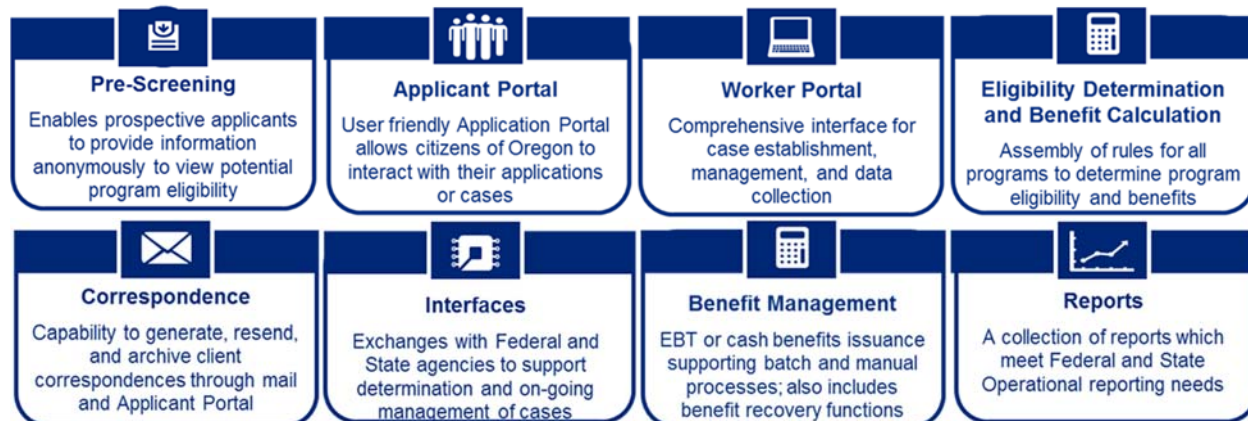 Pre-Screening
Enables prospective applicants
to provide information
anonymously to view potential
program eligibility
Applicant Portal
User friendly Application Portal
allows citizens of Oregon to
interact with their applications
or cases
Worker Portal
Comprehensive interface for
case establishment,
management, and data
collection
Eligibility Determination
and Benefit Calculation
Assembly of rules for all
programs to determine program
eligibility and benefits
Correspondence
Capability to generate, resend,
and archive client
correspondences through mail
and Applicant Portal
Interfaces
Exchanges with Federal and
State agencies to support
determination and on-going
management of cases
Benefit Management
EBT or cash benefits issuance
supporting batch and manual
processes; also includes
benefit recovery functions
Reports
A collection of reports which
meet Federal and State
Operational reporting needs